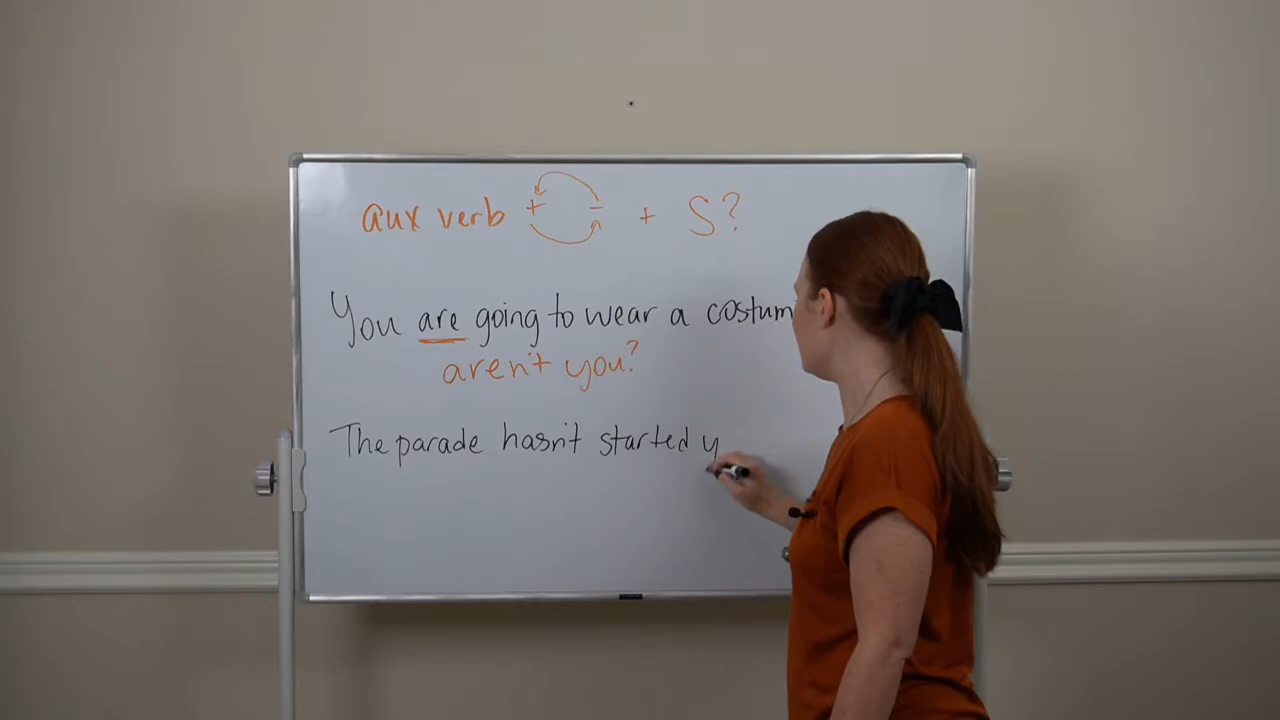 aux verb + - + S?
You are going to wear a costum
aren't you?
The parade hasn't started y